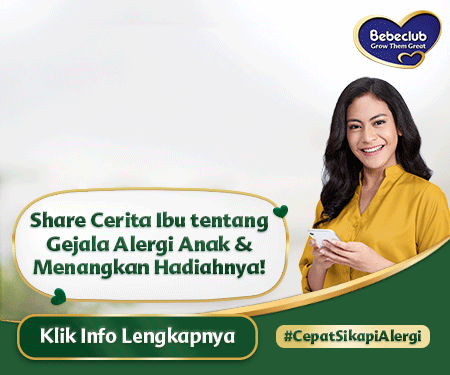 Bebeclub
Grow Them Great
Share Cerita Ibu tentang
Gejala Alergi Anak &
Menangkan Hadiahnya!
Klik Info Lengkapnya
#CepatSikapiAlergi